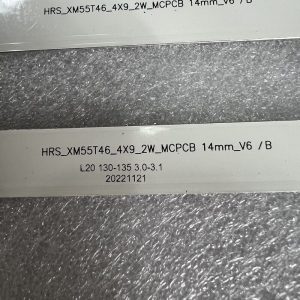 HRS_XM55T46_4X9_2W_MCPCB 14mm_V6 /B
HRS_XM55T46_4X9_2W_MCPCB 14mm_V6 /B
L20 130-135 3.0-3.1
20221121